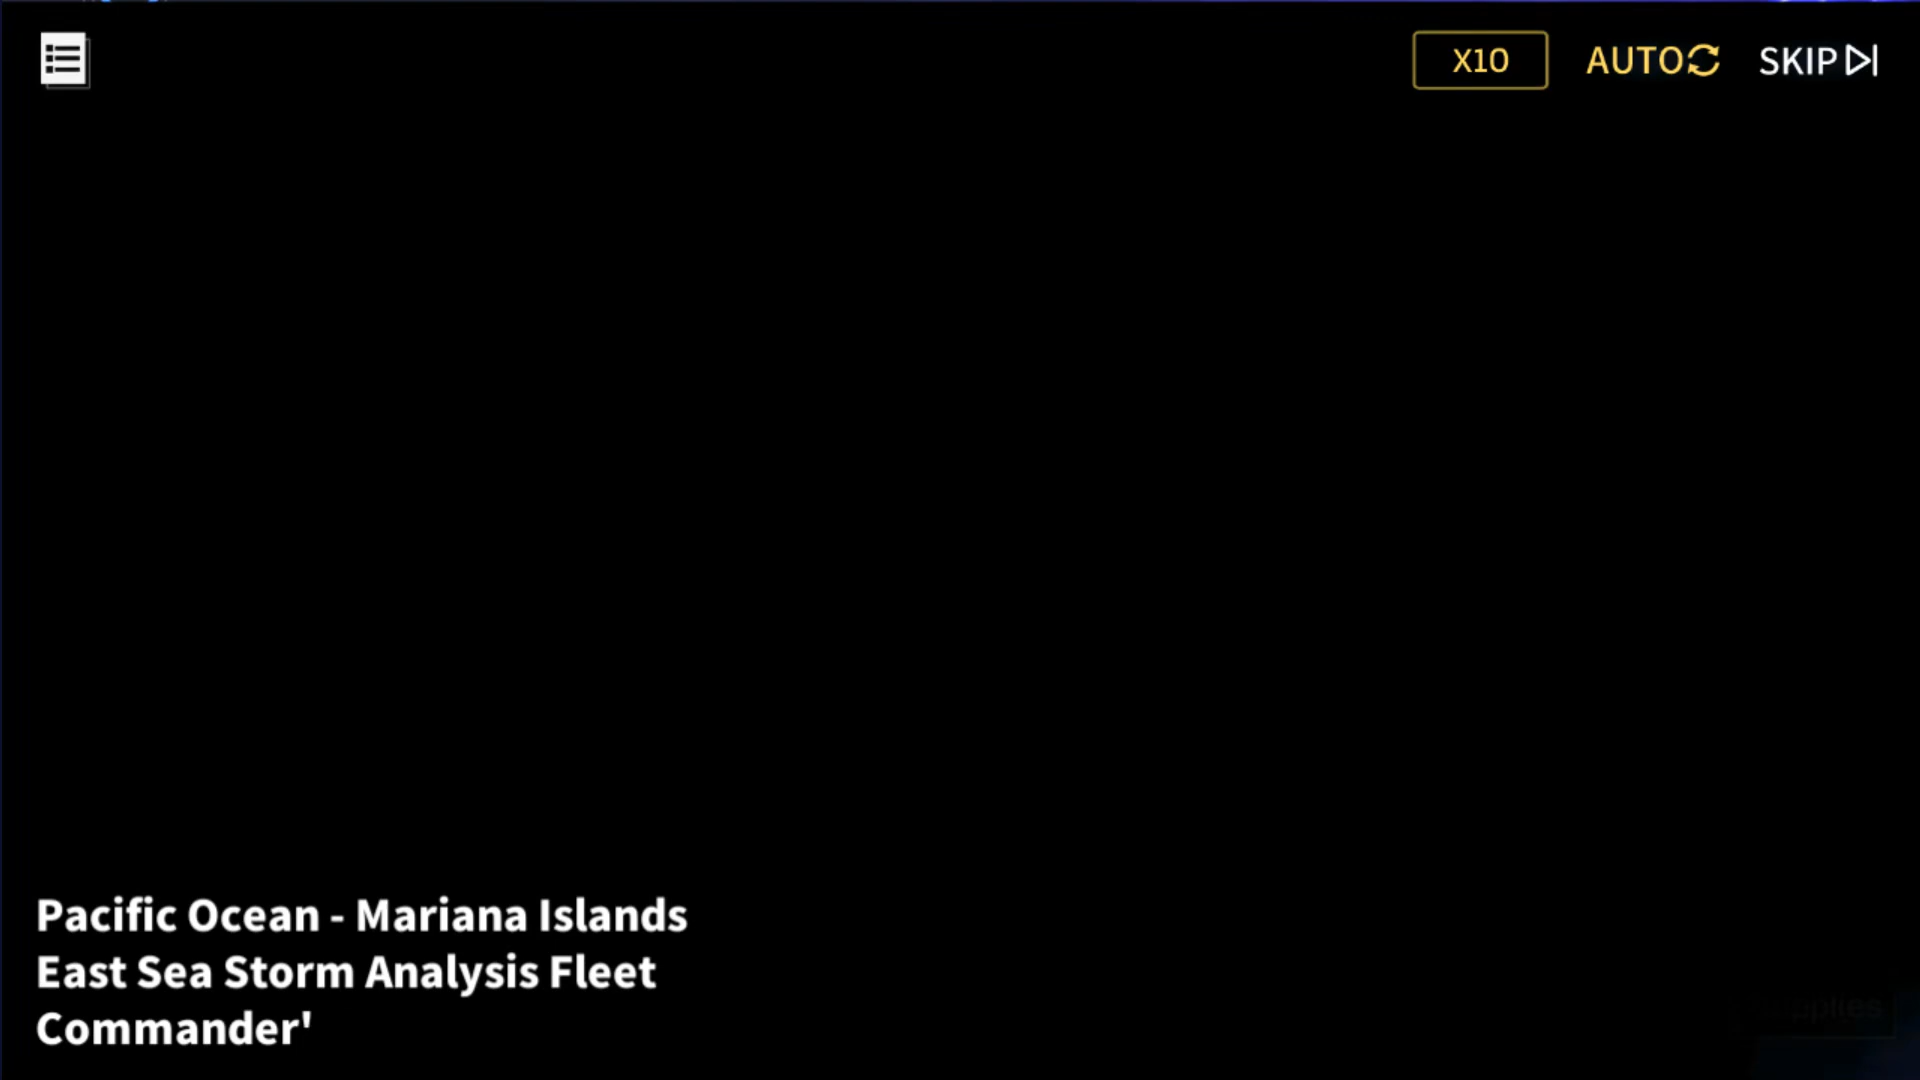 X10 AUTO SKIP
Pacific Ocean - Mariana Islands
East Sea Storm Analysis Fleet
Commander'